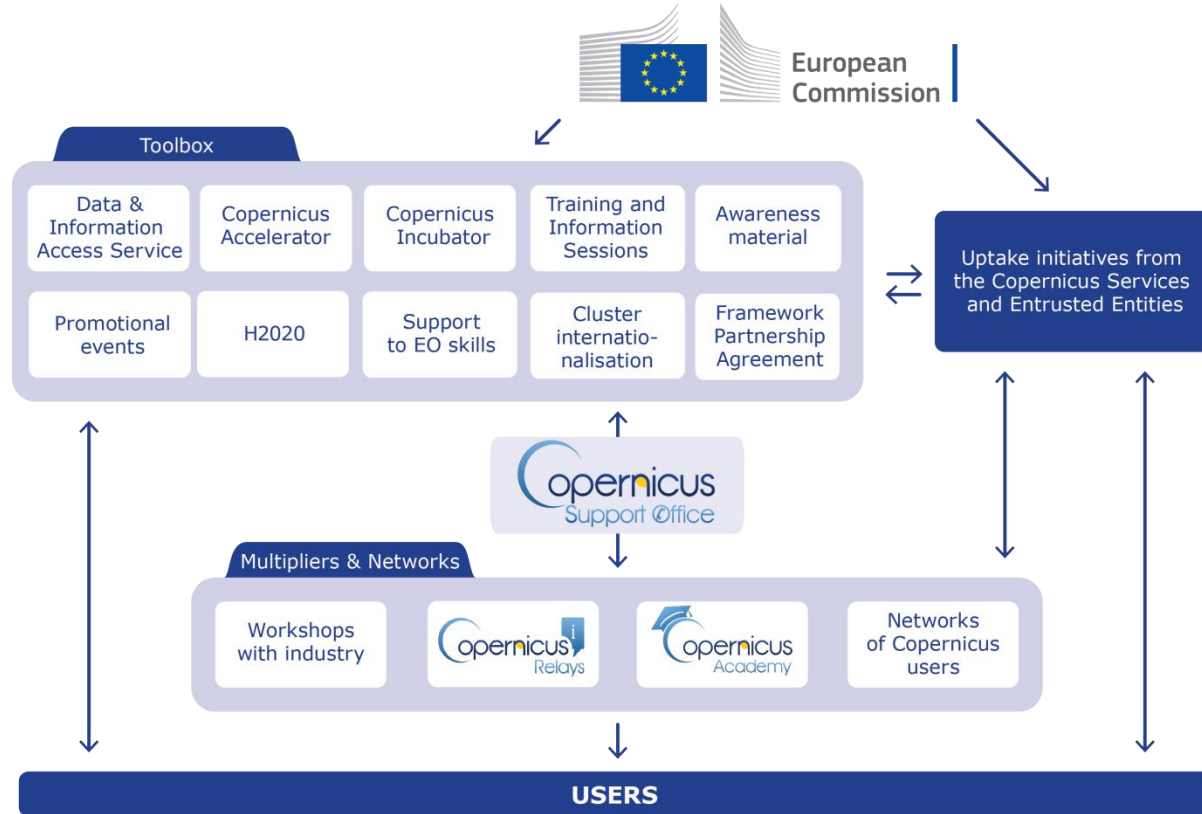 European
Commission
Toolbox
Data &
Information
Access Service
Copernicus
Accelerator
Copernicus
Incubator
Training and
Information
Sessions
Awareness
material
Promotional
events
H2020
Support
to EO skills
Cluster
internatio-
nalisation
Framework
Partnership
Agreement
Uptake initiatives from
the Copernicus Services
and Entrusted Entities
Copernicus
Support Office
Multipliers & Networks
Workshops
with industry
Copernicus
i
Relays
Copernicus
Academy
Networks
of Copernicus
users
USERS